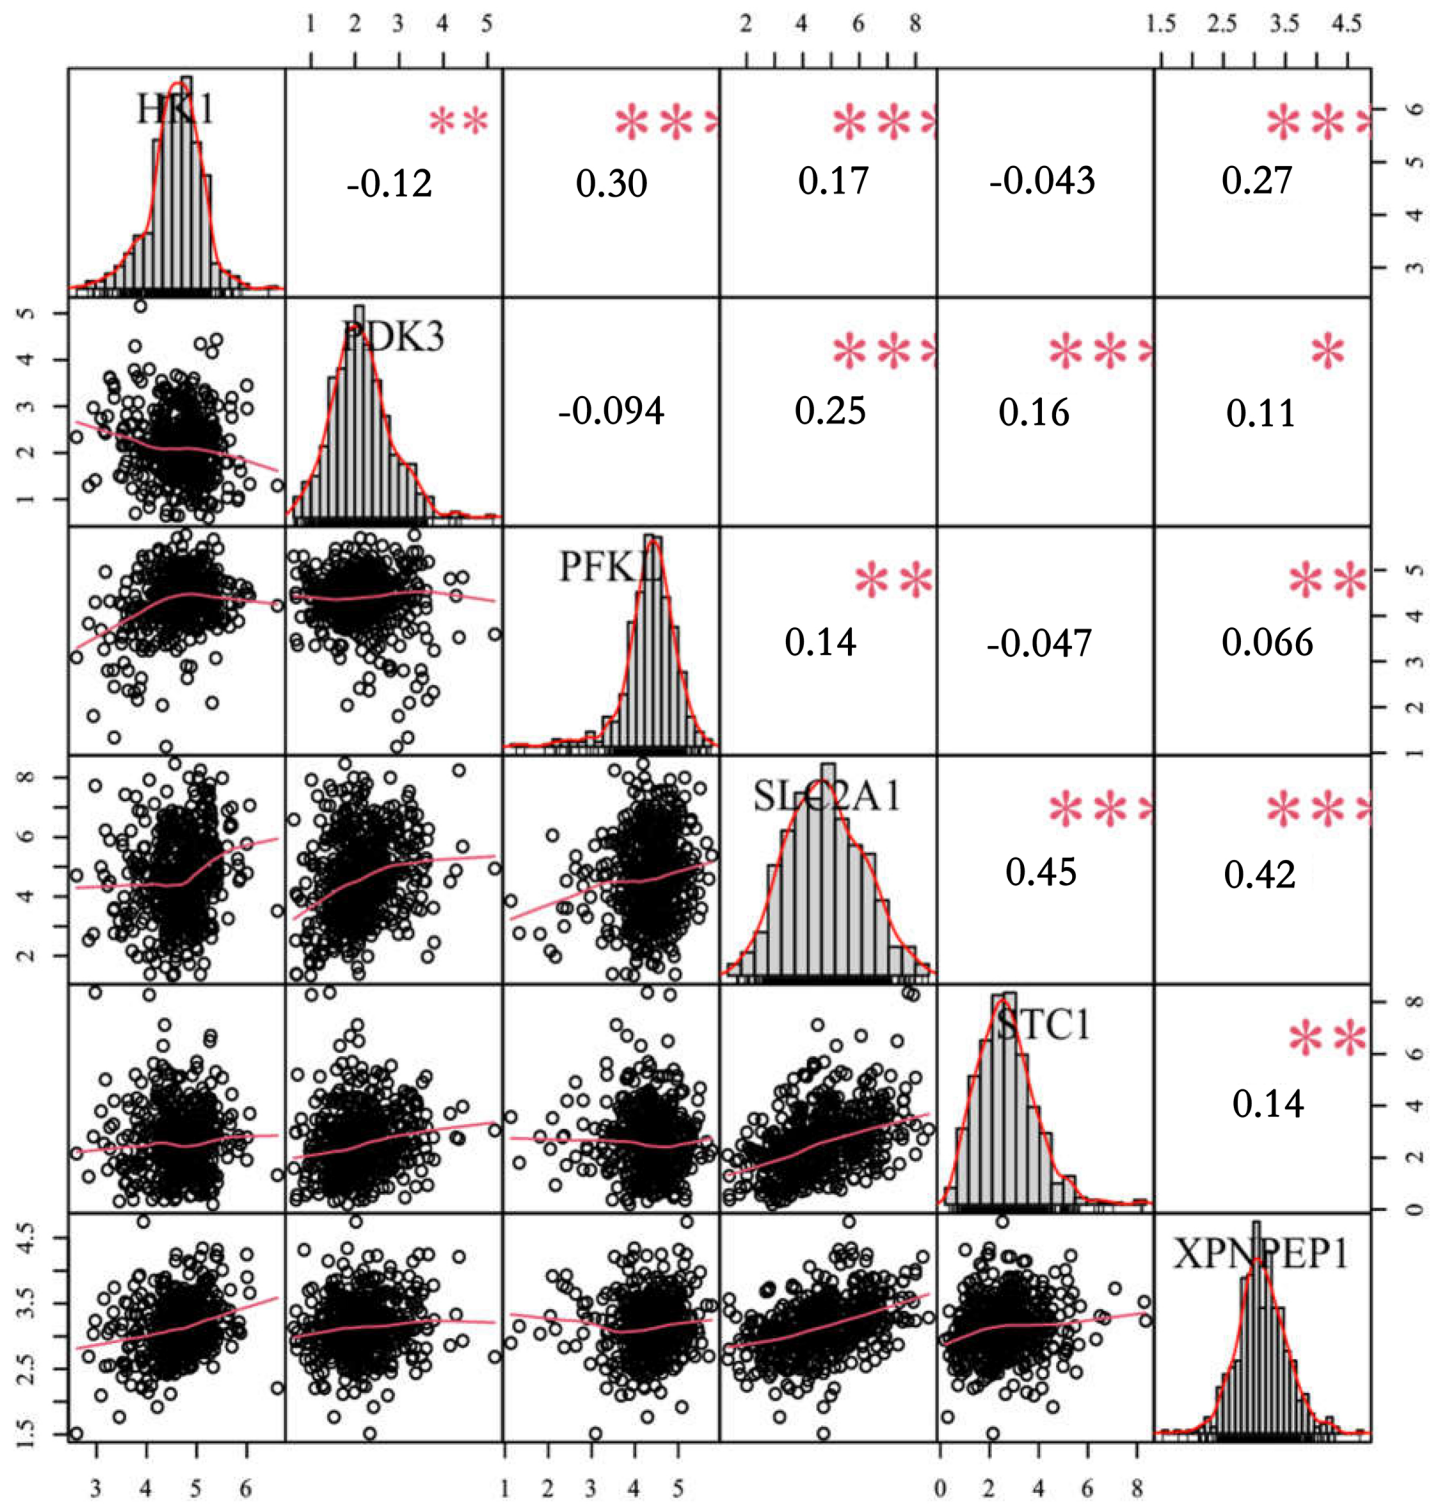 1 2 3 4 5 2 4 6 8 1.5 2.5 3.5 4.5
HK1 ** *** *** *** 6
-0.12 0.30 0.17 -0.043 0.27 5
4
3
5 PDK3 *** *** *
4
3 -0.094 0.25 0.16 0.11
2
1
PFKL ** ** 5
4
0.14 -0.047 0.066 3
2
1
8 SLC2A1 *** ***
6
0.45 0.42
4
2
STC1 ** 8
6
0.14 4
2
0
4.5 XPNPEP1
3.5
2.5
1.5
3 4 5 6 1 2 3 4 5 0 2 4 6 8